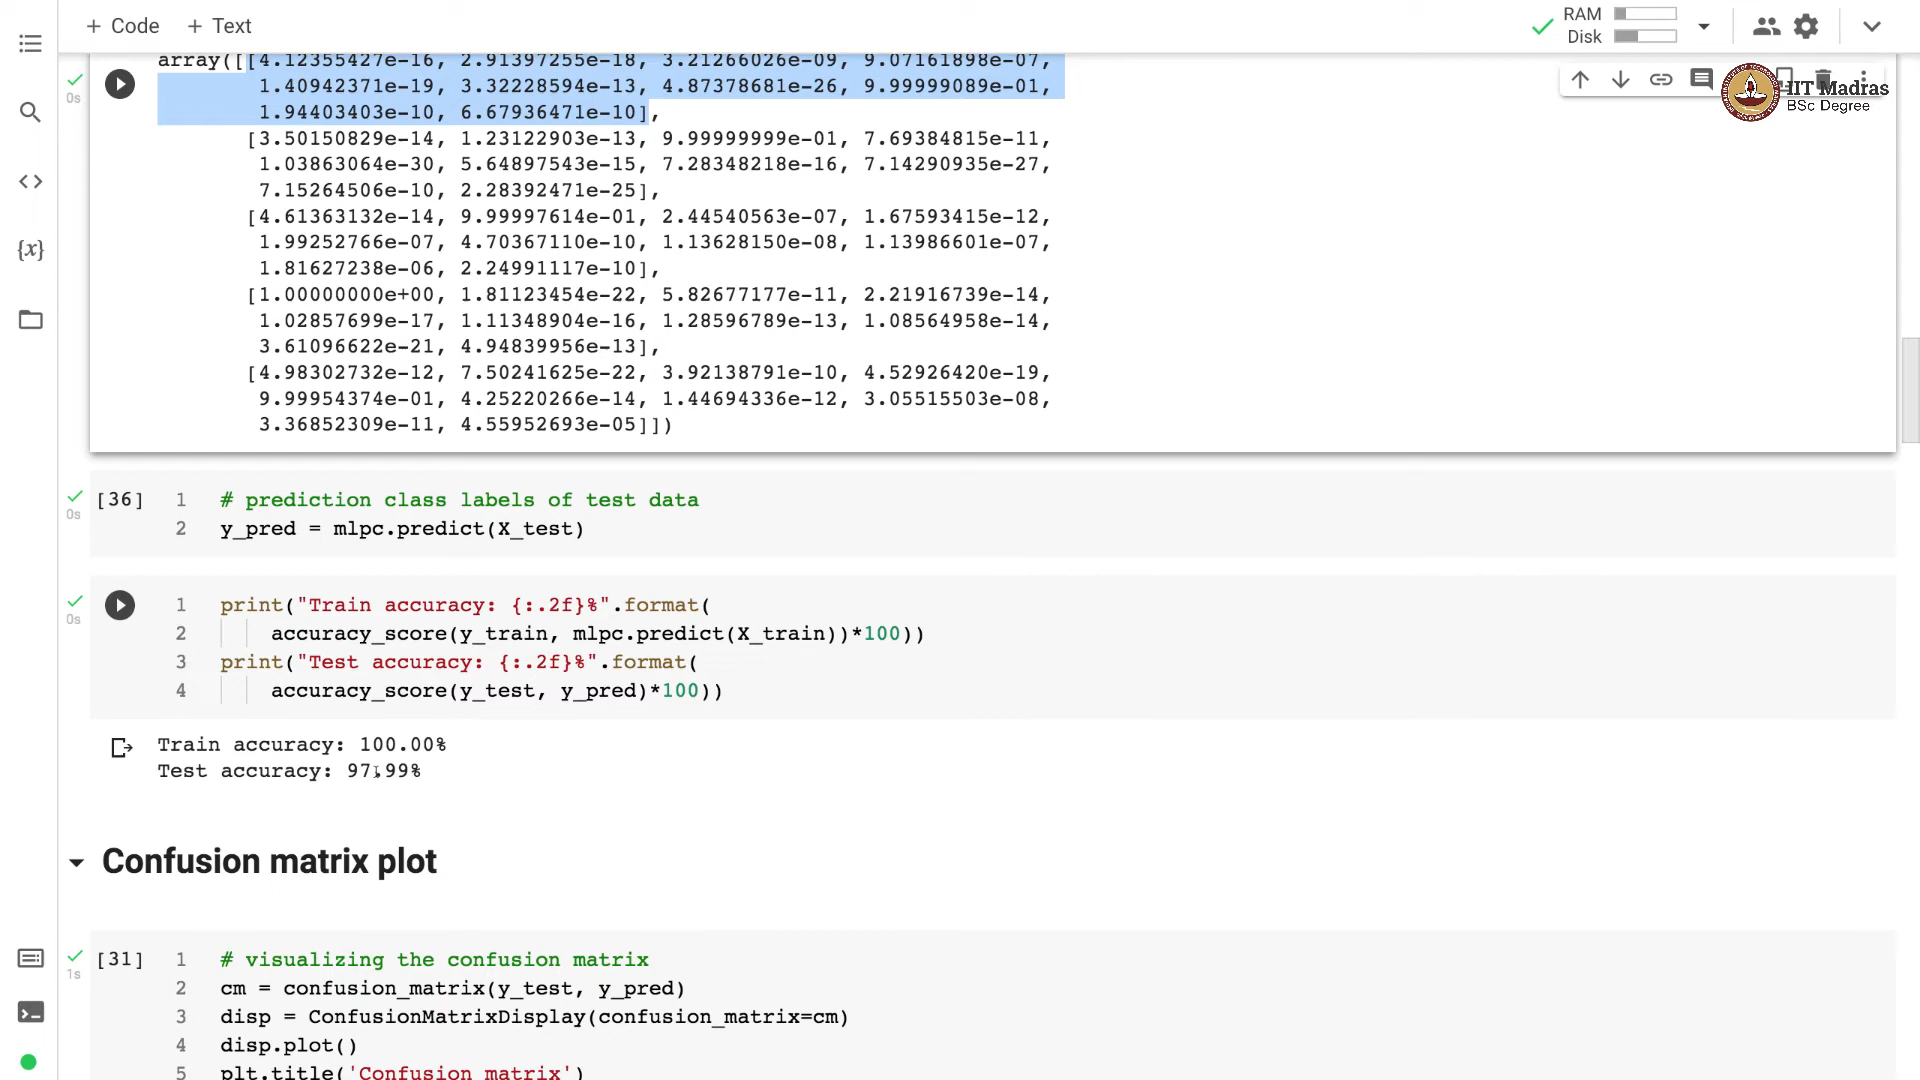 + Code + Text
RAM
Disk
IIT Madras
BSc Degree
array([[4.12355427e-16, 2.91397255e-18, 3.21266026e-09, 9.07161898e-07,
0s
1.40942371e-19, 3.32228594e-13, 4.87378681e-26, 9.99999089e-01,
1.94403403e-10, 6.67936471e-10],
[3.50150829e-14, 1.23122903e-13, 9.99999999e-01, 7.69384815e-11,
1.03863064e-30, 5.64897543e-15, 7.28348218e-16, 7.14290935e-27,
7.15264506e-10, 2.28392471e-25],
[4.61363132e-14, 9.99997614e-01, 2.44540563e-07, 1.67593415e-12,
1.99252766e-07, 4.70367110e-10, 1.13628150e-08, 1.13986601e-07,
1.81627238e-06, 2.24991117e-10],
[1.00000000e+00, 1.81123454e-22, 5.82677177e-11, 2.21916739e-14,
1.02857699e-17, 1.11348904e-16, 1.28596789e-13, 1.08564958e-14,
3.61096622e-21, 4.94839956e-13],
[4.98302732e-12, 7.50241625e-22, 3.92138791e-10, 4.52926420e-19,
9.99954374e-01, 4.25220266e-14, 1.44694336e-12, 3.05515503e-08,
3.36852309e-11, 4.55952693e-05]])
[36] 1 # prediction class labels of test data
0s
2 y_pred = mlpc.predict(X_test)
1 print("Train accuracy: {:.2f}%".format(
0s
2 accuracy_score(y_train, mlpc.predict(X_train))*100))
3 print("Test accuracy: {:.2f}%".format(
4 accuracy_score(y_test, y_pred)*100))
Train accuracy: 100.00%
Test accuracy: 97.99%
Confusion matrix plot
[31] 1 # visualizing the confusion matrix
1s
2 cm = confusion_matrix(y_test, y_pred)
3 disp = ConfusionMatrixDisplay(confusion_matrix=cm)
4 disp.plot()
5 plt.title('Confusion matrix')